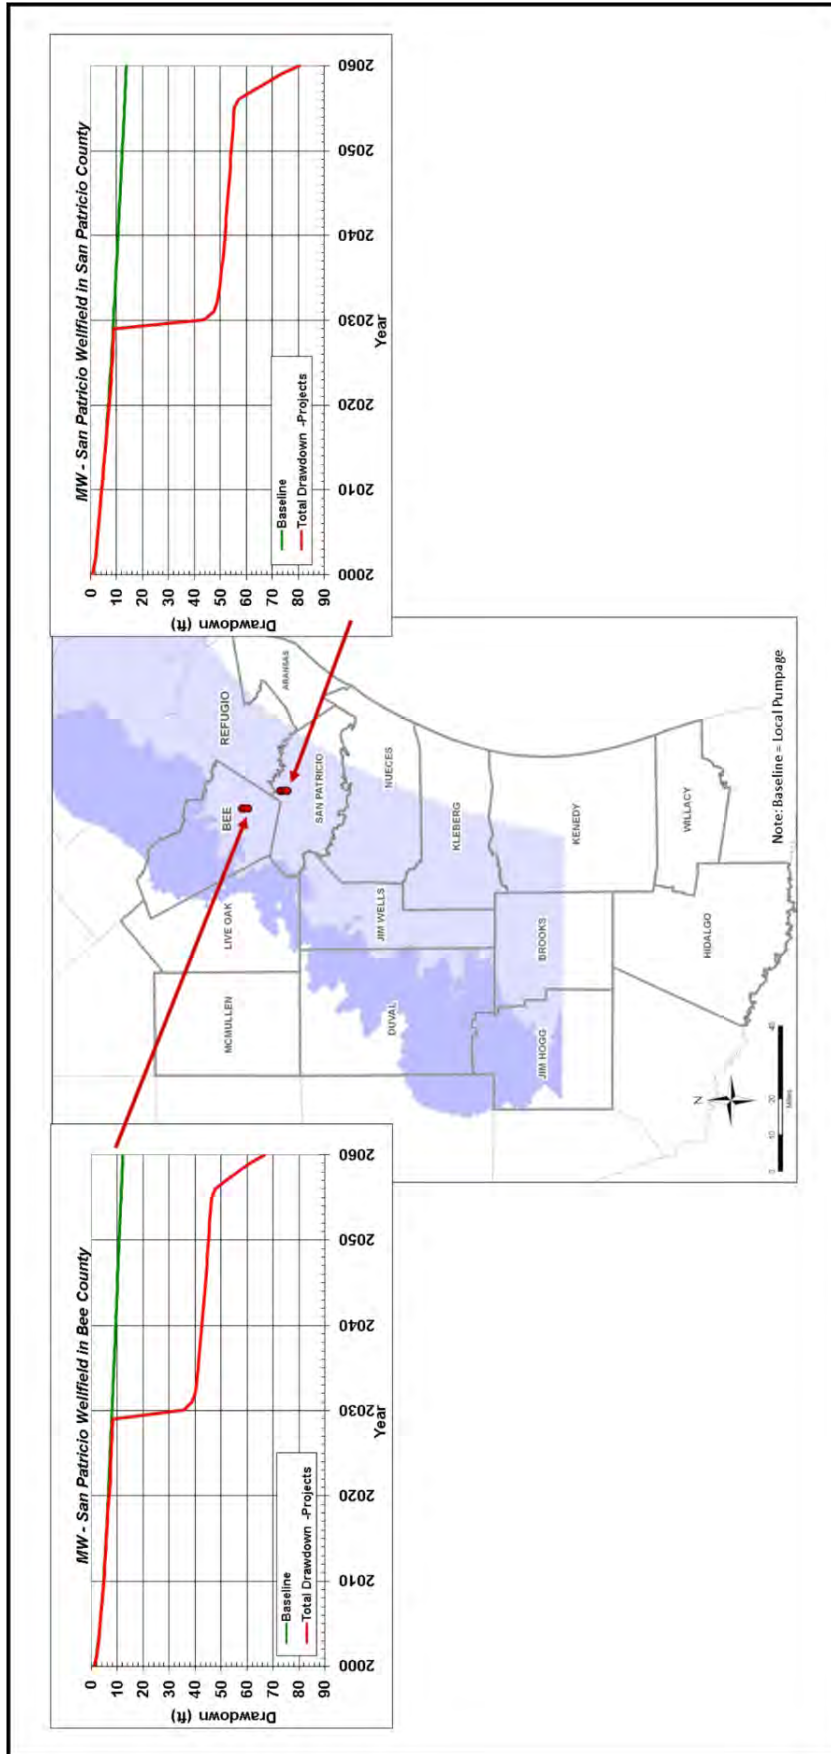 MW - San Patricio Wellfield in Bee County
0
10
20
30
40
50
60
70
80
90
Drawdown (ft)
Baseline
Total Drawdown -Projects
2000
2010
2020
2030
2040
2050
2060
Year
MW - San Patricio Wellfield in San Patricio County
0
10
20
30
40
50
60
70
80
90
Drawdown (ft)
Baseline
Total Drawdown -Projects
2000
2010
2020
2030
2040
2050
2060
Year
MCMULLEN
LIVE OAK
BEE
REFUGIO
ARANSAS
SAN PATRICIO
DUVAL
JIM WELLS
NUECES
KLEBERG
JIM HOGG
BROOKS
KENEDY
HIDALGO
WILLACY
N
0
10
20
40
Miles
Note: Baseline = Local Pumpage